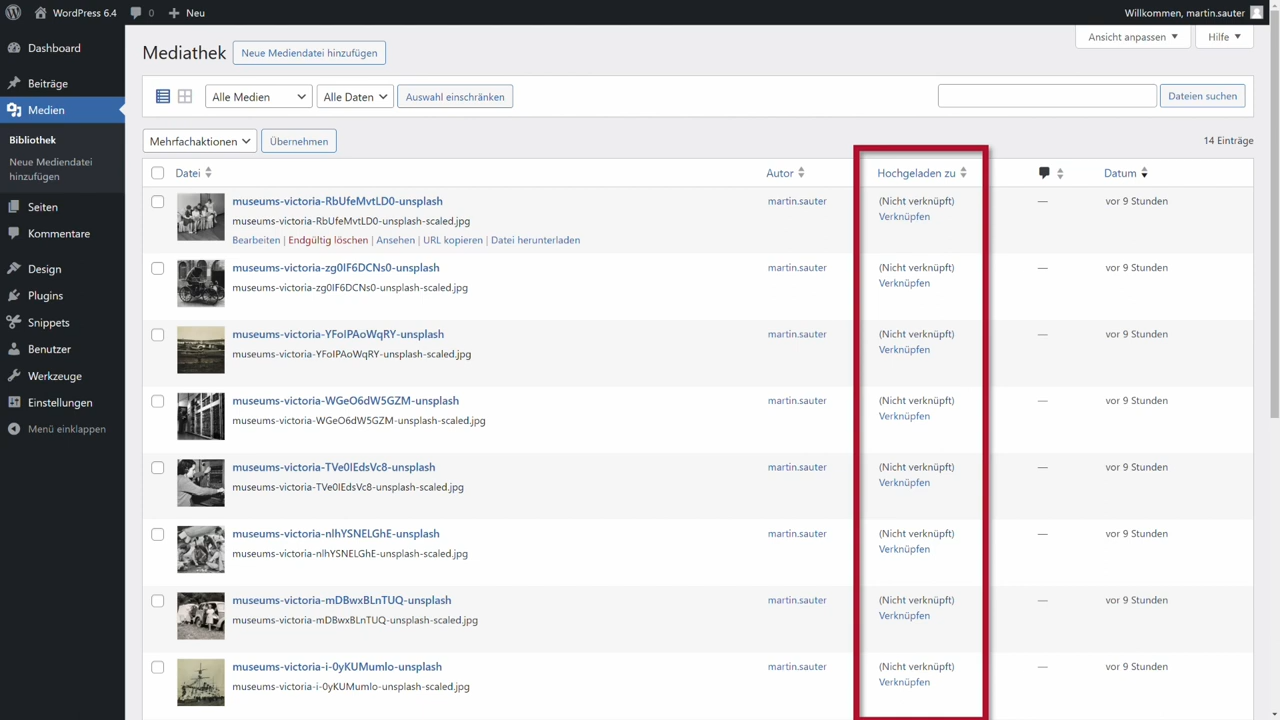 WordPress 6.4 0 Neu Willkommen, martin.sauter
Dashboard
Beiträge
Medien
Bibliothek
Neue Mediendatei
hinzufügen
Seiten
Kommentare
Design
Plugins
Snippets
Benutzer
Werkzeuge
Einstellungen
Menü einklappen
Ansicht anpassen Hilfe
Mediathek Neue Mediendatei hinzufügen
Alle Medien Alle Daten Auswahl einschränken Dateien suchen
Mehrfachaktionen Übernehmen 14 Einträge
Datei Autor Hochgeladen zu Datum
museums-victoria-RbUfeMvtLD0-unsplash martin.sauter (Nicht verknüpft) — vor 9 Stunden
museums-victoria-RbUfeMvtLD0-unsplash-scaled.jpg Verknüpfen
Bearbeiten | Endgültig löschen | Ansehen | URL kopieren | Datei herunterladen
museums-victoria-zg0IF6DCNs0-unsplash martin.sauter (Nicht verknüpft) — vor 9 Stunden
museums-victoria-zg0IF6DCNs0-unsplash-scaled.jpg Verknüpfen
museums-victoria-YFoIPAoWqRY-unsplash martin.sauter (Nicht verknüpft) — vor 9 Stunden
museums-victoria-YFoIPAoWqRY-unsplash-scaled.jpg Verknüpfen
museums-victoria-WGeO6dW5GZM-unsplash martin.sauter (Nicht verknüpft) — vor 9 Stunden
museums-victoria-WGeO6dW5GZM-unsplash-scaled.jpg Verknüpfen
museums-victoria-TVe0IEdsVc8-unsplash martin.sauter (Nicht verknüpft) — vor 9 Stunden
museums-victoria-TVe0IEdsVc8-unsplash-scaled.jpg Verknüpfen
museums-victoria-nlhYSNELGhE-unsplash martin.sauter (Nicht verknüpft) — vor 9 Stunden
museums-victoria-nlhYSNELGhE-unsplash-scaled.jpg Verknüpfen
museums-victoria-mDBwxBLnTUQ-unsplash martin.sauter (Nicht verknüpft) — vor 9 Stunden
museums-victoria-mDBwxBLnTUQ-unsplash-scaled.jpg Verknüpfen
museums-victoria-i-0yKUMumIo-unsplash martin.sauter (Nicht verknüpft) — vor 9 Stunden
museums-victoria-i-0yKUMumIo-unsplash-scaled.jpg Verknüpfen